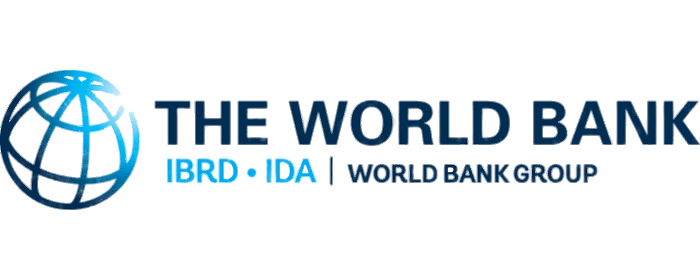 THE WORLD BANK
IBRD • IDA | WORLD BANK GROUP